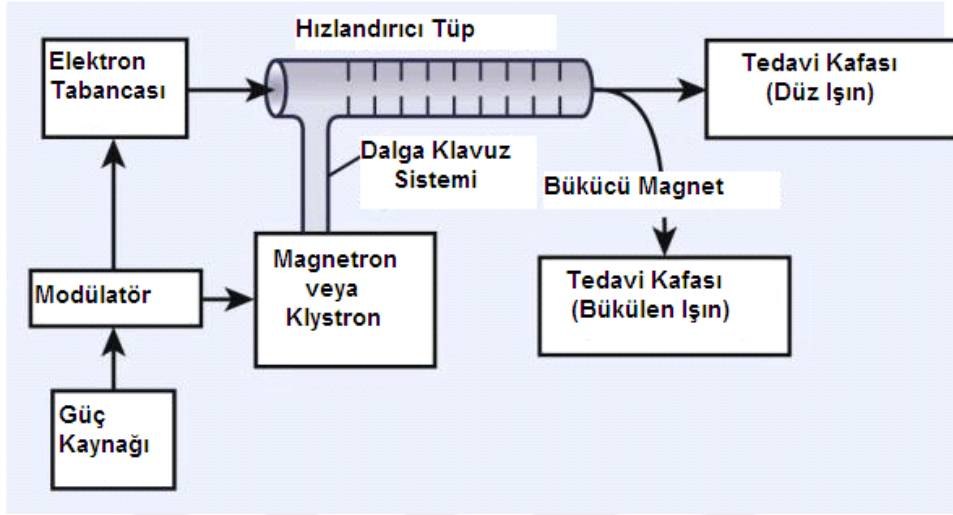 Hızlandırıcı Tüp
Elektron
Tabancası
Tedavi Kafası
(Düz Işın)
Dalga Klavuz
Sistemi
Bükücü Magnet
Magnetron
veya
Klystron
Modülatör
Tedavi Kafası
(Bükülen Işın)
Güç
Kaynağı